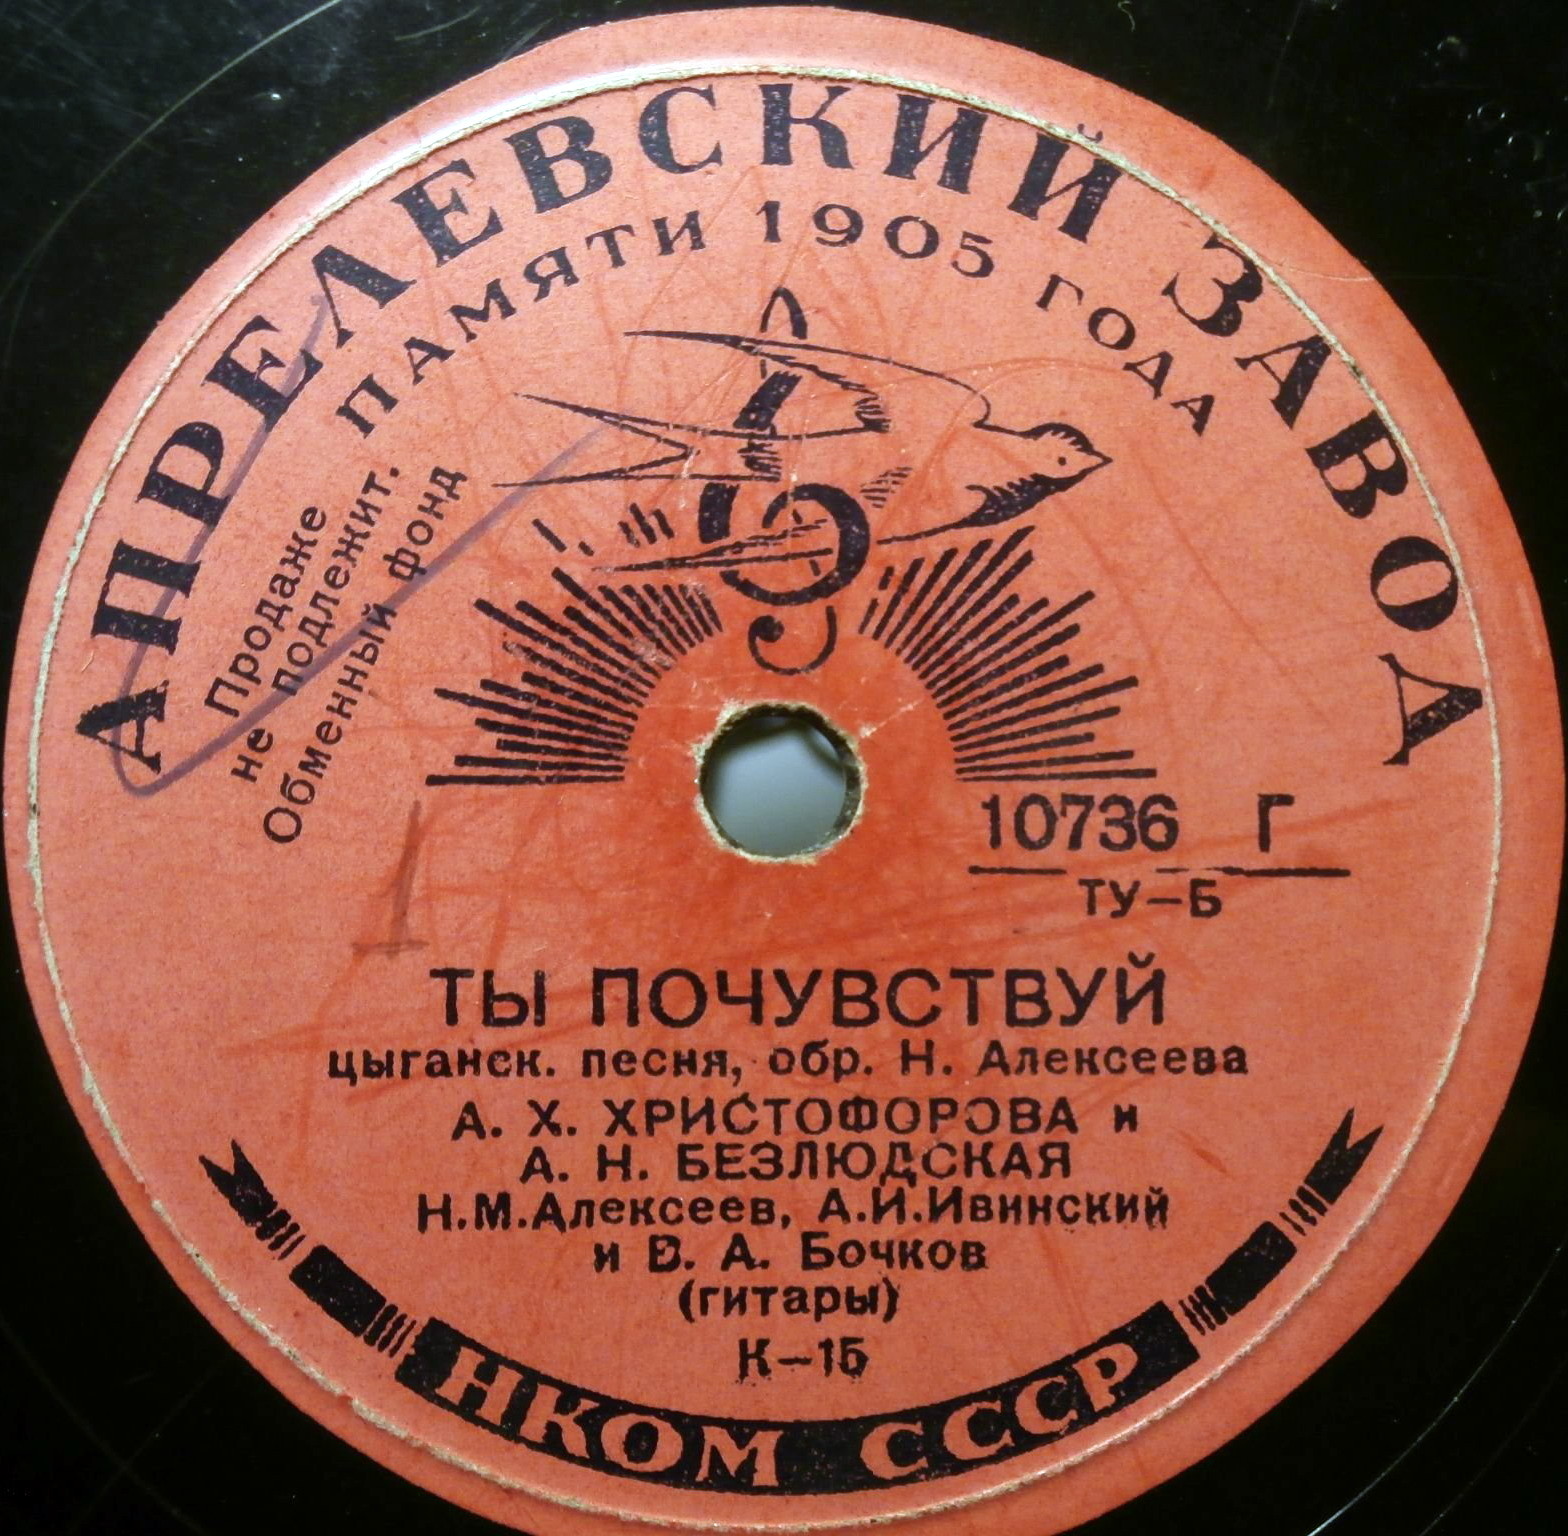 АПРЕЛЕВСКИЙ ЗАВОД
ПАМЯТИ 1905 ГОДА
Продаже
не подлежит.
Обменный фонд
10736 Г
ТУ—Б
1
ТЫ ПОЧУВСТВУЙ
цыганск. песня, обр. Н. Алексеева
А. Х. ХРИСТОФОРОВА и
А. Н. БЕЗЛЮДСКАЯ
Н.М.Алексеев, А.И.Ивинский
и В. А. Бочков
(гитары)
К—15
НКОМ СССР